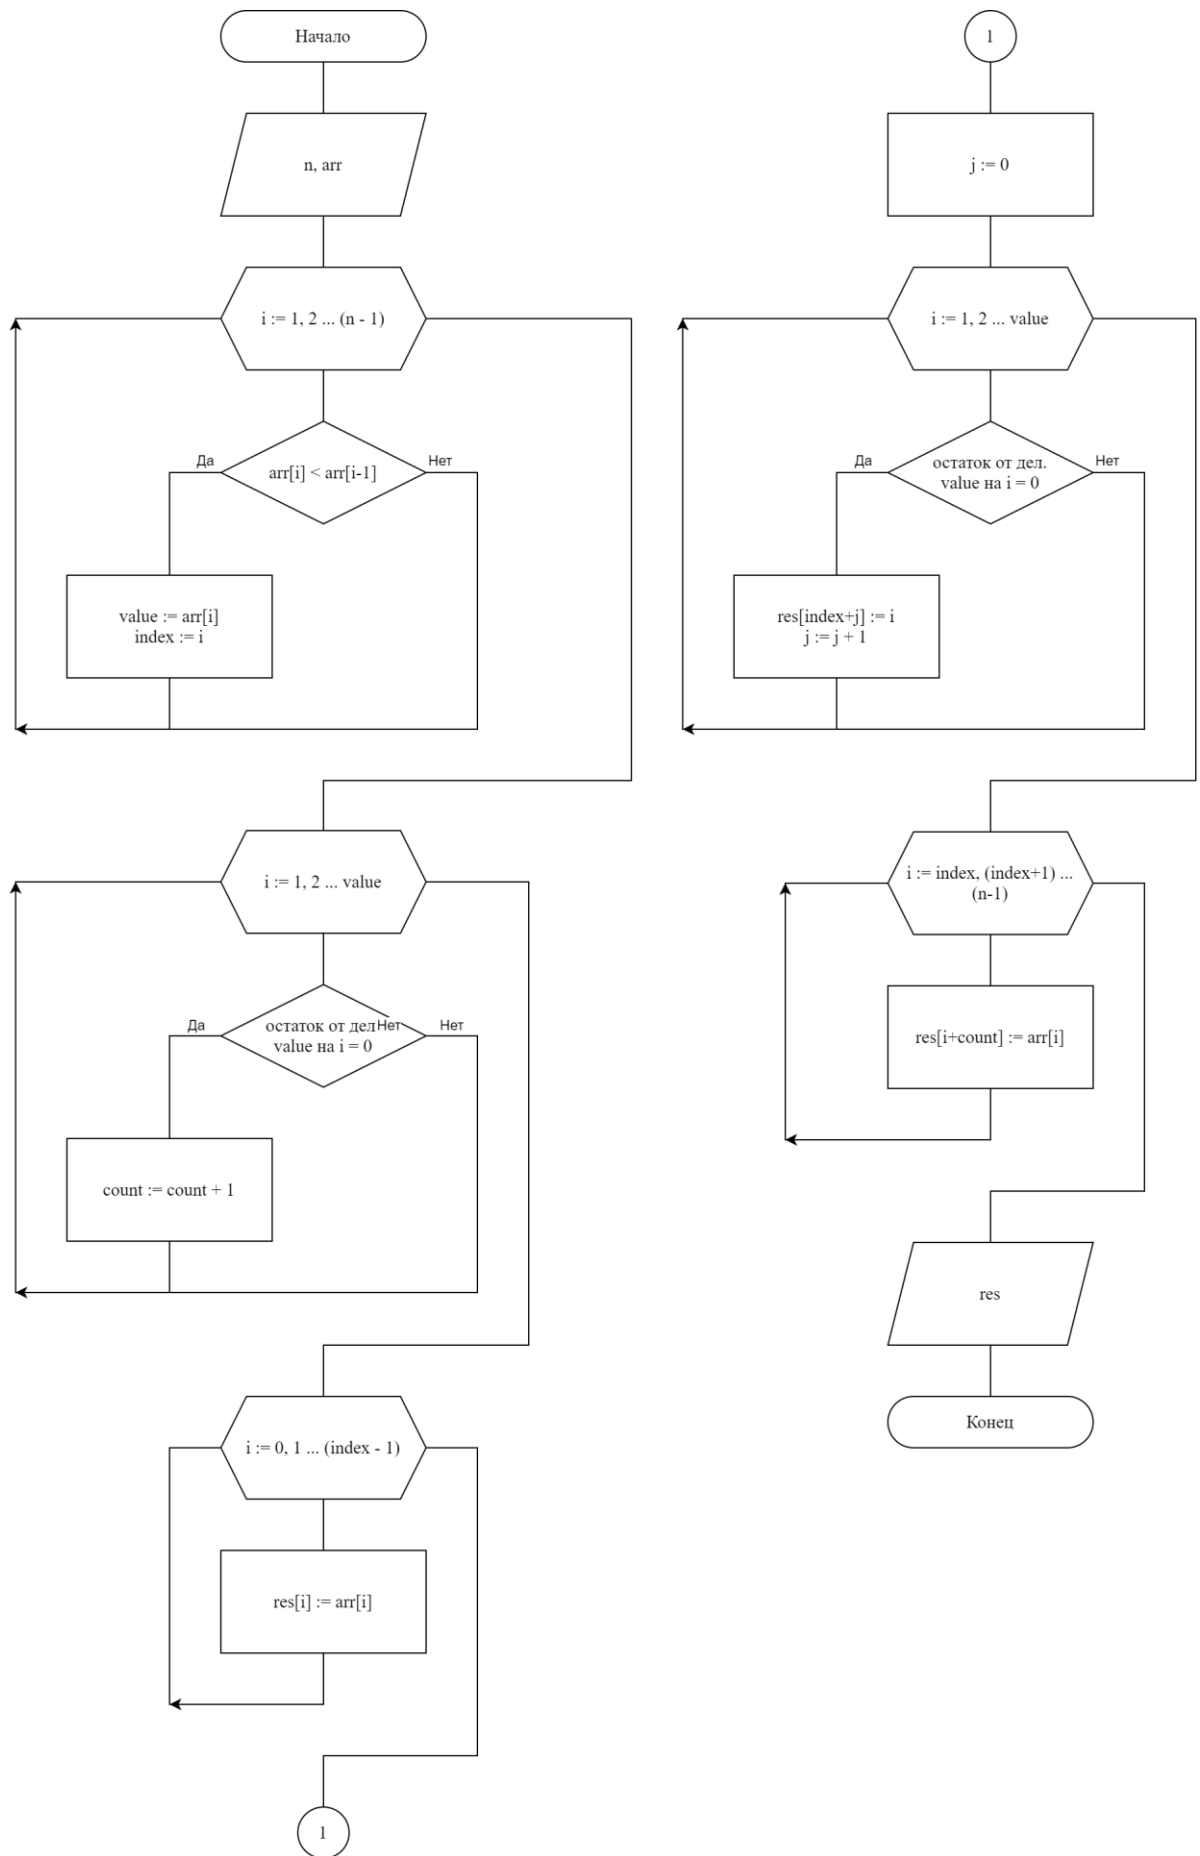 Начало
n, arr
i := 1, 2 ... (n - 1)
Да
arr[i] < arr[i-1]
Нет
value := arr[i]
index := i
i := 1, 2 ... value
Да
остаток от дел
Нет
Нет
value на i = 0
count := count + 1
i := 0, 1 ... (index - 1)
res[i] := arr[i]
1
1
j := 0
i := 1, 2 ... value
Да
остаток от дел.
value на i = 0
Нет
res[index+j] := i
j := j + 1
i := index, (index+1) ...
(n-1)
res[i+count] := arr[i]
res
Конец